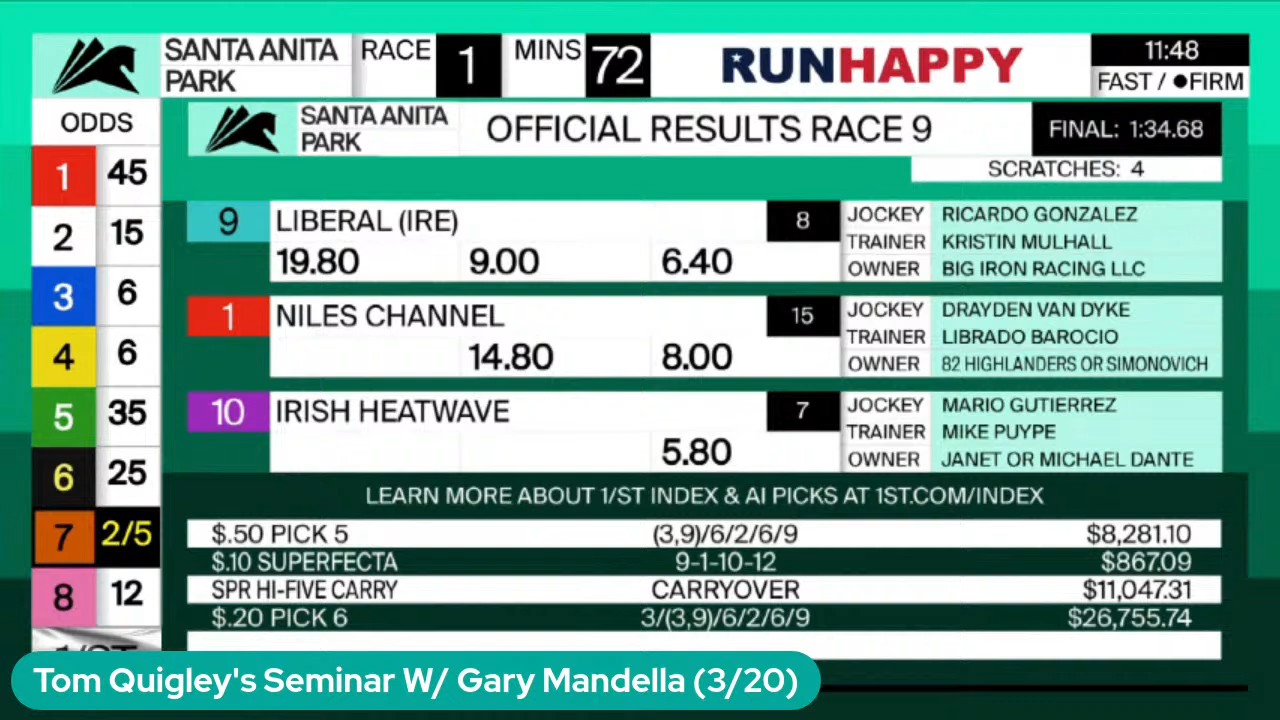 SANTA ANITA PARK RACE 1 MINS 72 RUNHAPPY 11:48
FAST / ●FIRM
ODDS
1 45
2 15
3 6
4 6
5 35
6 25
7 2/5
8 12
SANTA ANITA PARK OFFICIAL RESULTS RACE 9 FINAL: 1:34.68
SCRATCHES: 4
9 LIBERAL (IRE) 8 JOCKEY RICARDO GONZALEZ
TRAINER KRISTIN MULHALL
19.80 9.00 6.40 OWNER BIG IRON RACING LLC
1 NILES CHANNEL 15 JOCKEY DRAYDEN VAN DYKE
TRAINER LIBRADO BAROCIO
14.80 8.00 OWNER 82 HIGHLANDERS OR SIMONOVICH
10 IRISH HEATWAVE 7 JOCKEY MARIO GUTIERREZ
TRAINER MIKE PUYPE
5.80 OWNER JANET OR MICHAEL DANTE
LEARN MORE ABOUT 1/ST INDEX & AI PICKS AT 1ST.COM/INDEX
$.50 PICK 5 (3,9)/6/2/6/9 $8,281.10
$.10 SUPERFECTA 9-1-10-12 $867.09
SPR HI-FIVE CARRY CARRYOVER $11,047.31
$.20 PICK 6 3/(3,9)/6/2/6/9 $26,755.74
Tom Quigley's Seminar W/ Gary Mandella (3/20)